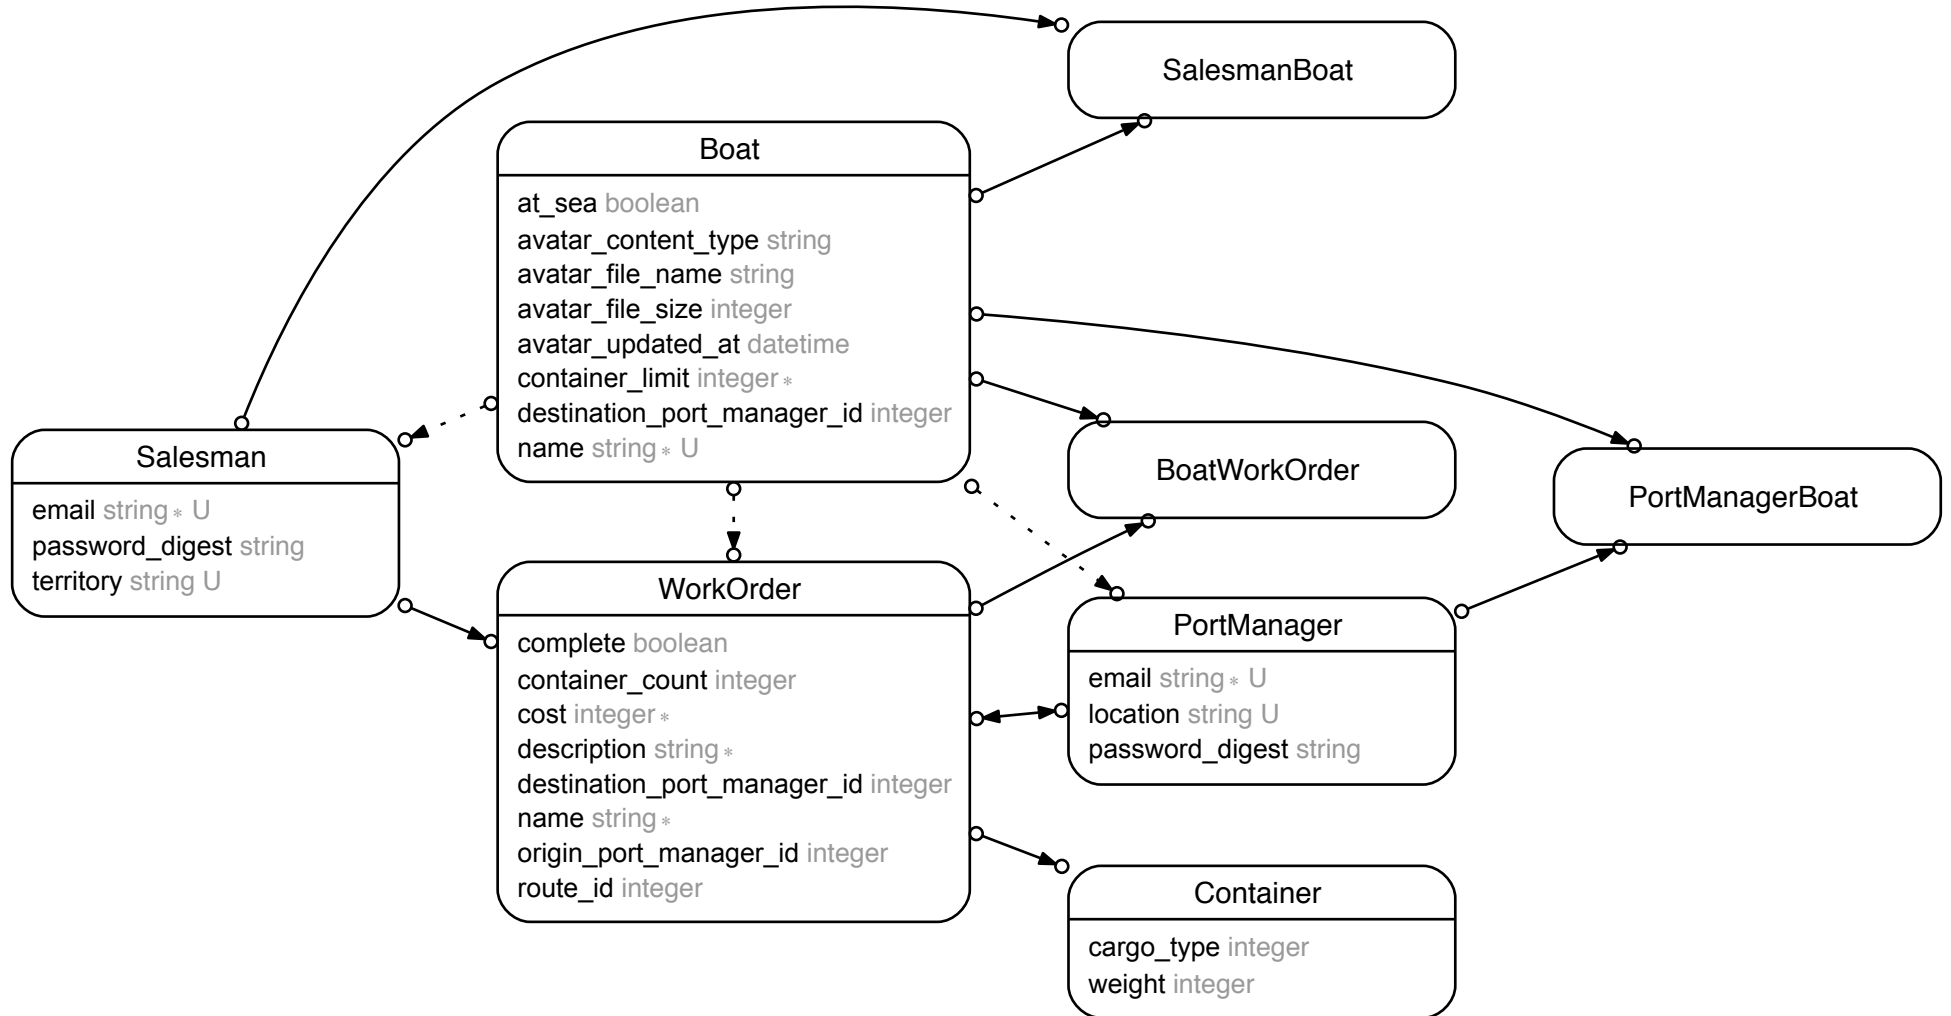 SalesmanBoat
Boat
at_sea boolean
avatar_content_type string
avatar_file_name string
avatar_file_size integer
avatar_updated_at datetime
container_limit integer *
destination_port_manager_id integer
name string * U
Salesman
email string * U
password_digest string
territory string U
BoatWorkOrder
PortManagerBoat
WorkOrder
complete boolean
container_count integer
cost integer *
description string *
destination_port_manager_id integer
name string *
origin_port_manager_id integer
route_id integer
PortManager
email string * U
location string U
password_digest string
Container
cargo_type integer
weight integer